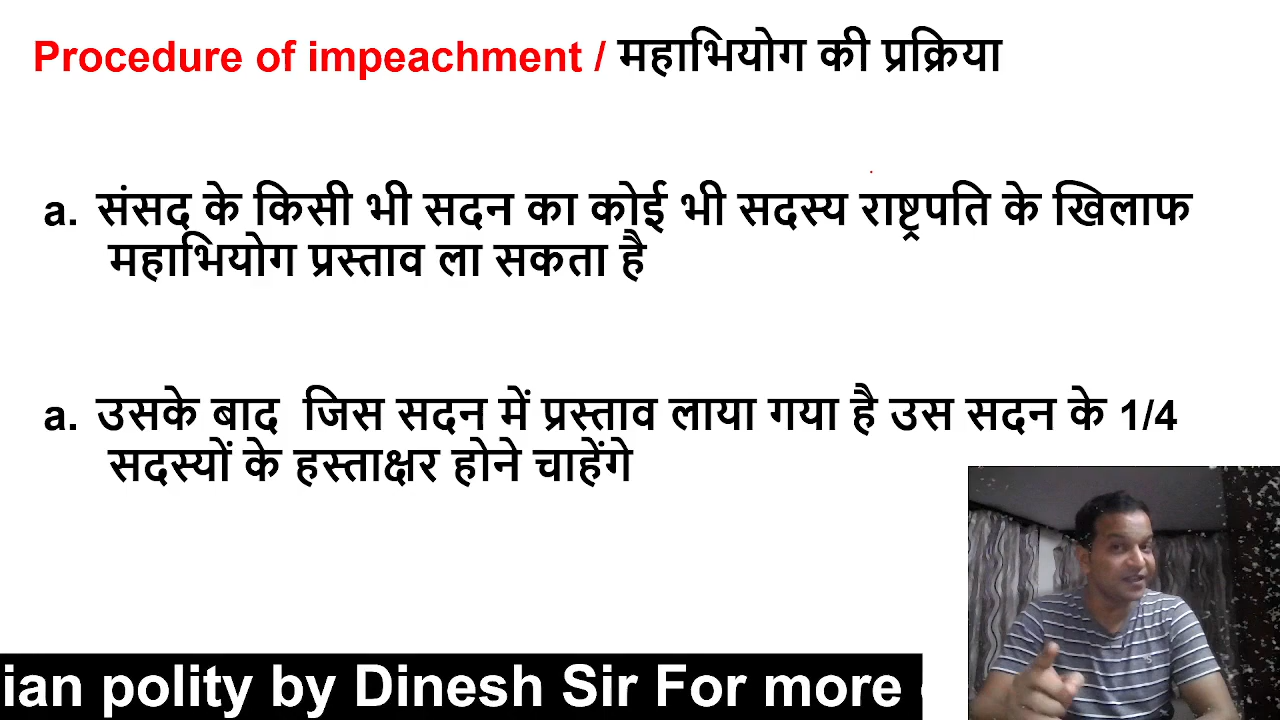 Procedure of impeachment / महाभियोग की प्रक्रिया
a. संसद के किसी भी सदन का कोई भी सदस्य राष्ट्रपति के खिलाफ
महाभियोग प्रस्ताव ला सकता है
a. उसके बाद जिस सदन में प्रस्ताव लाया गया है उस सदन के 1/4
सदस्यों के हस्ताक्षर होने चाहेंगे
ian polity by Dinesh Sir For more